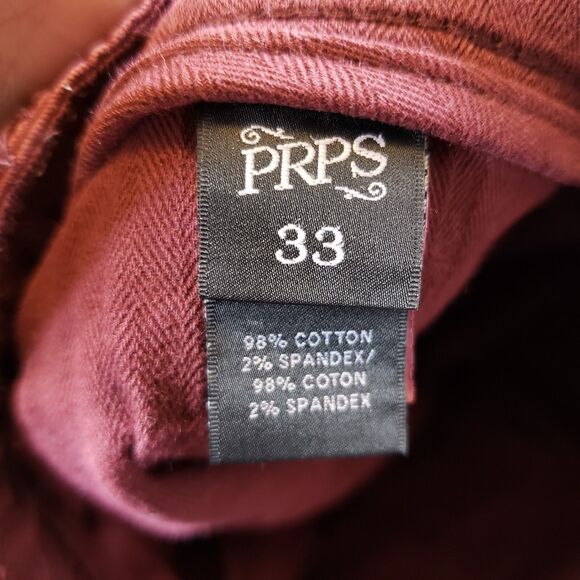 PRPS
33
98% COTTON
2% SPANDEX/
98% COTON
2% SPANDEX